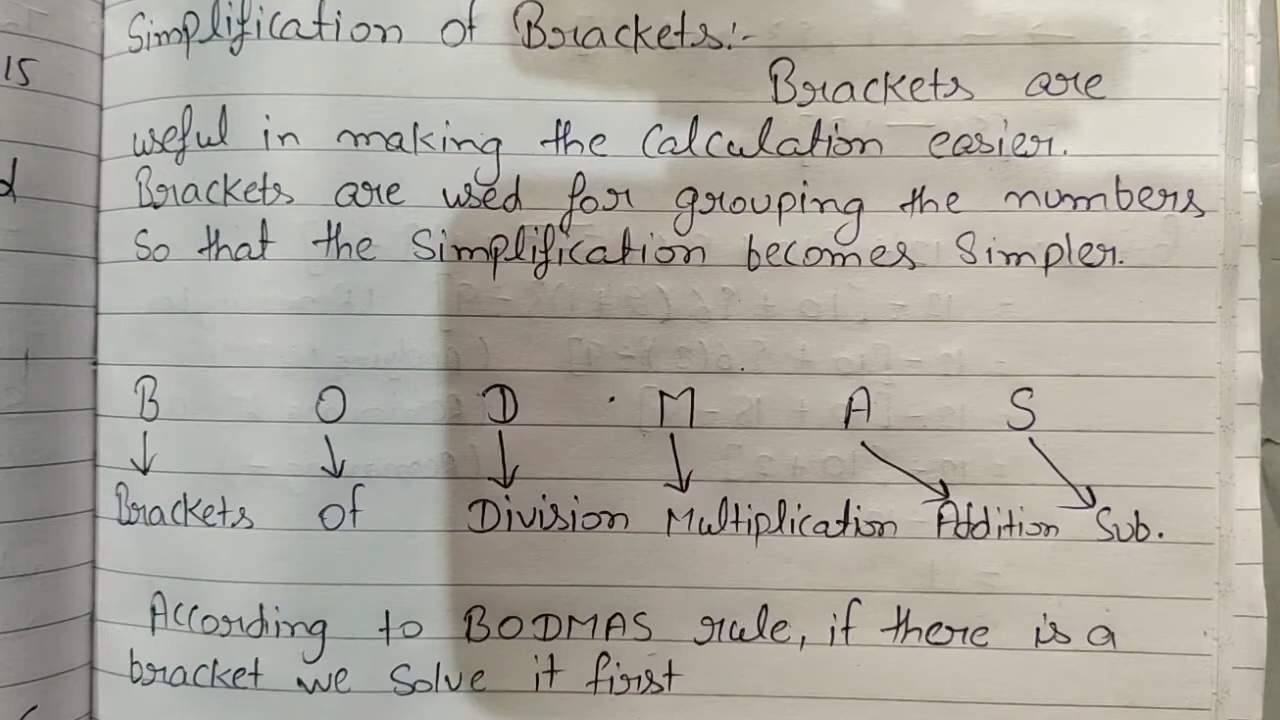 Simplification of Brackets:-
15
Brackets are
useful in making the Calculation easier.
d
Brackets are used for grouping the numbers
So that the Simplification becomes Simpler.
B O D M A S
Brackets of Division Multiplication Addition Sub.
According to BODMAS rule, if there is a
bracket we solve it first